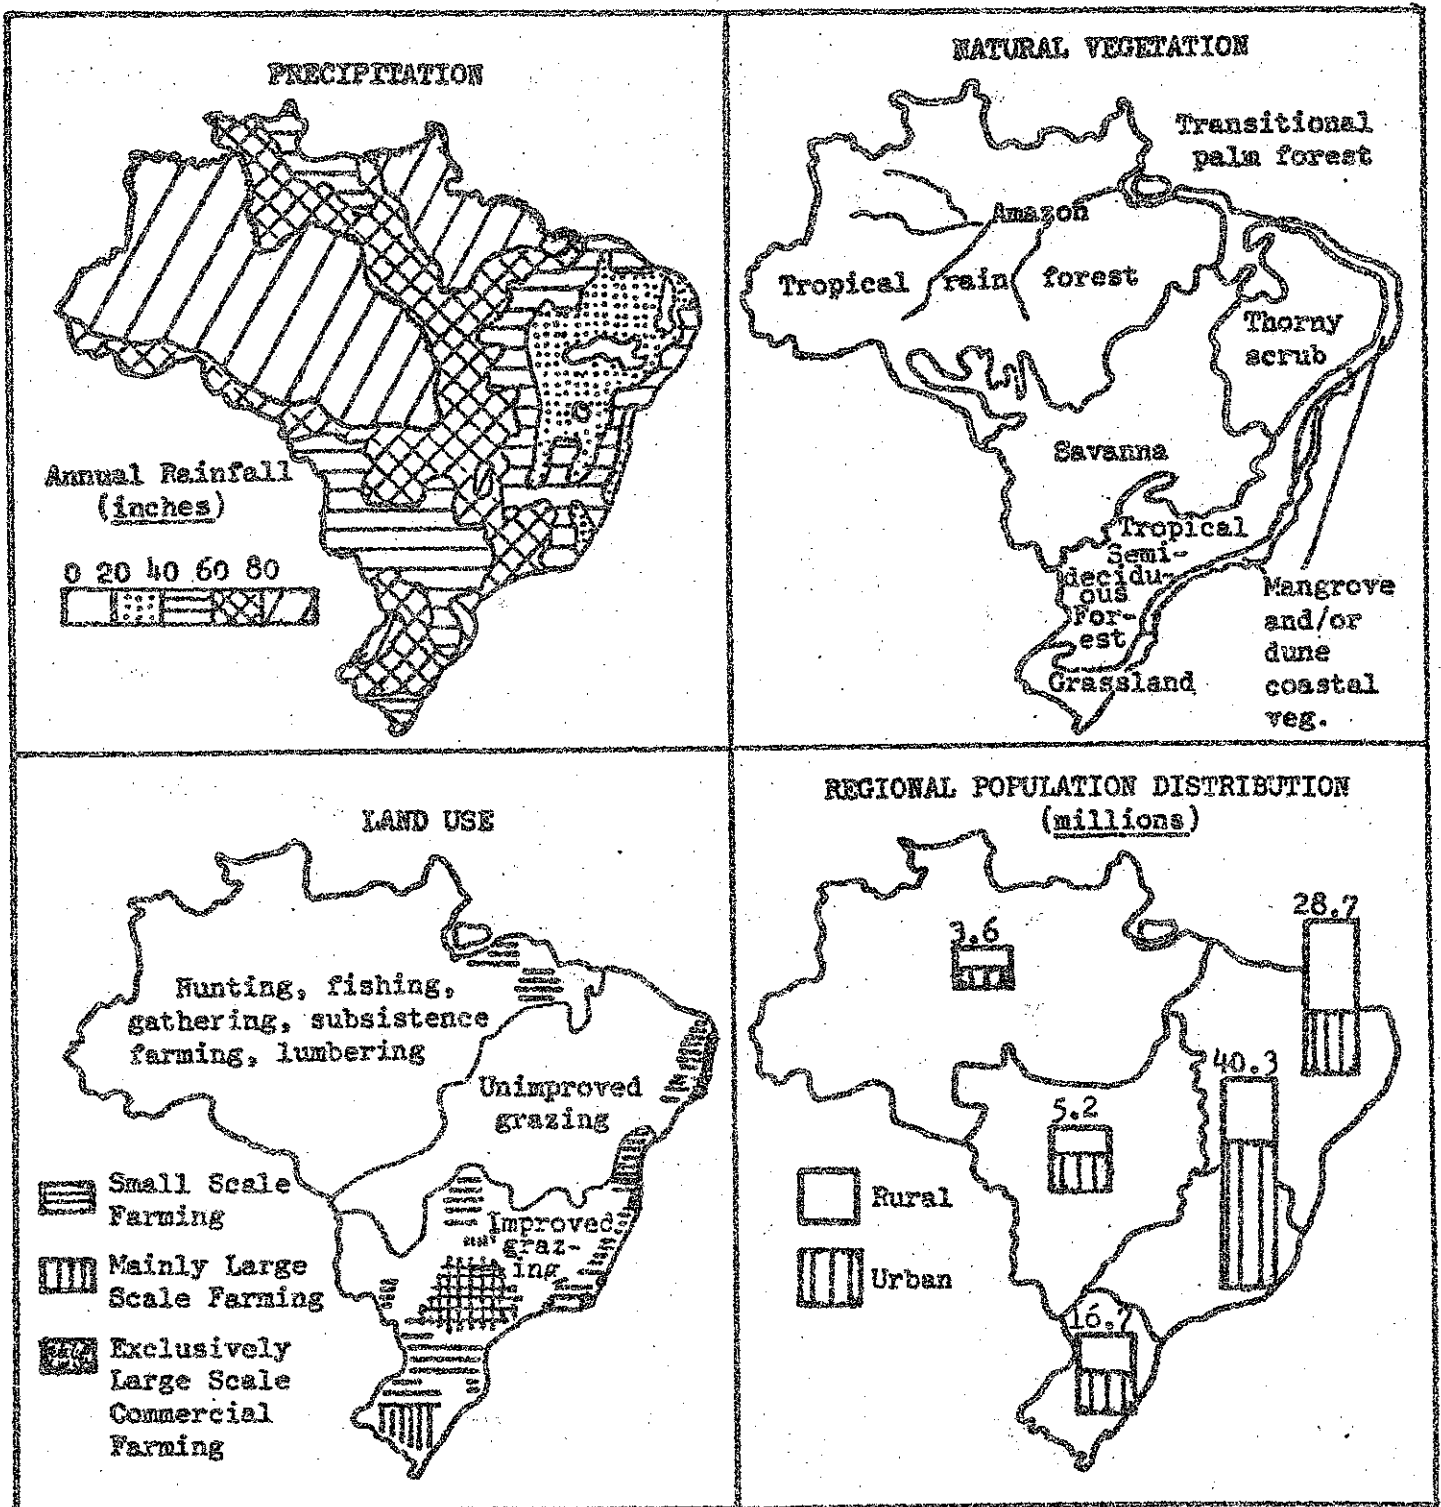 PRECIPITATION
Annual Rainfall
(inches)
0 20 40 60 80
NATURAL VEGETATION
Transitional
palm forest
Amazon
Tropical rain forest
Thorny
scrub
Savanna
Tropical
Semi-
decidu-
ous
For-
est
Grassland
Mangrove
and/or
dune
coastal
veg.
LAND USE
Hunting, fishing,
gathering, subsistence
farming, lumbering
Unimproved
grazing
Improved
graz-
ing
Small Scale
Farming
Mainly Large
Scale Farming
Exclusively
Large Scale
Commercial
Farming
REGIONAL POPULATION DISTRIBUTION
(millions)
3.6
28.7
40.3
5.2
16.7
Rural
Urban